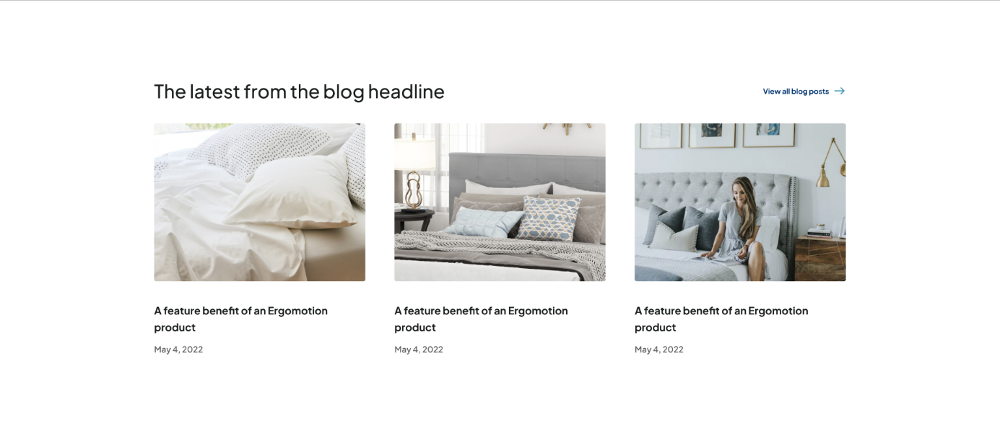 The latest from the blog headline
View all blog posts
A feature benefit of an Ergomotion
product
May 4, 2022
A feature benefit of an Ergomotion
product
May 4, 2022
A feature benefit of an Ergomotion
product
May 4, 2022